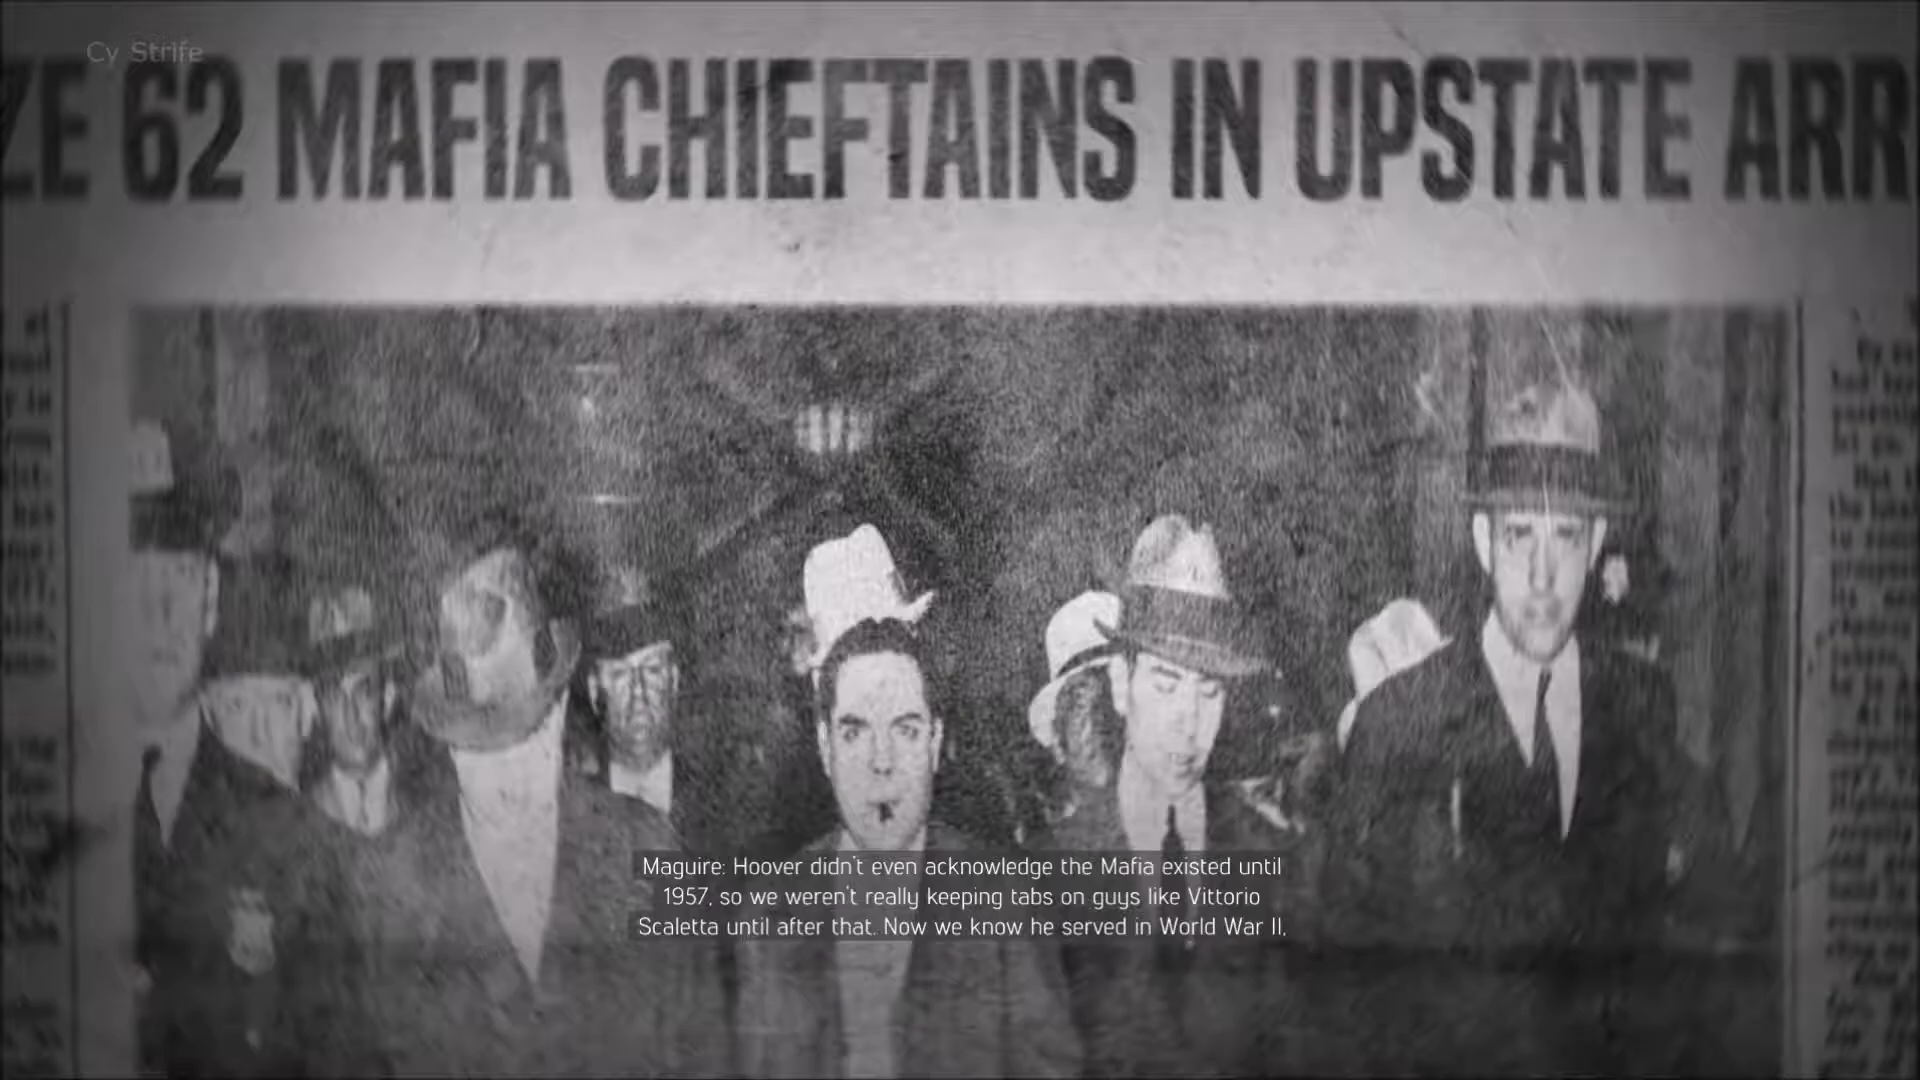 Cy Strife
ZE 62 MAFIA CHIEFTAINS IN UPSTATE ARR
Maguire: Hoover didn't even acknowledge the Mafia existed until
1957, so we weren't really keeping tabs on guys like Vittorio
Scaletta until after that. Now we know he served in World War II,